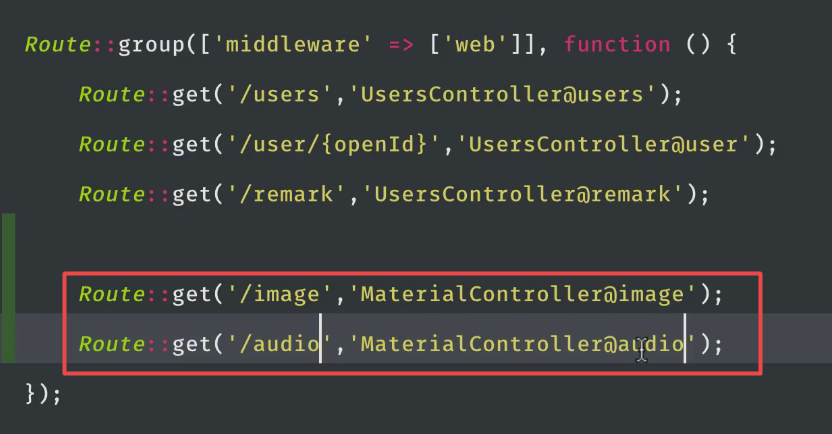 Route::group(['middleware' => ['web']], function () {
Route::get('/users','UsersController@users');
Route::get('/user/{openId}','UsersController@user');
Route::get('/remark','UsersController@remark');
Route::get('/image','MaterialController@image');
Route::get('/audio','MaterialController@audio');
});